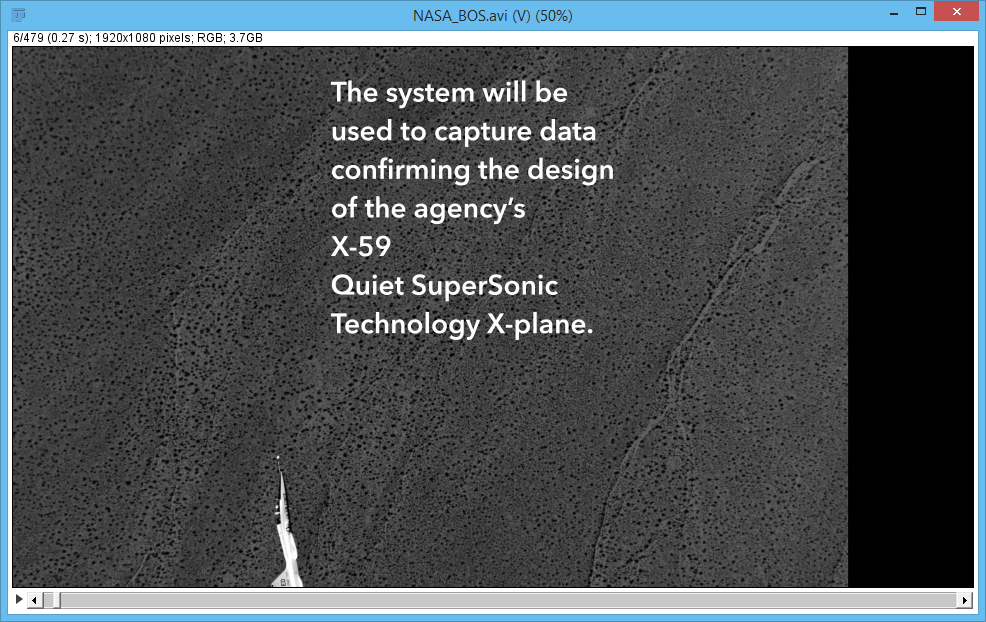 NASA_BOS.avi (V) (50%)
6/479 (0.27 s); 1920x1080 pixels; RGB; 3.7GB
The system will be
used to capture data
confirming the design
of the agency's
X-59
Quiet SuperSonic
Technology X-plane.